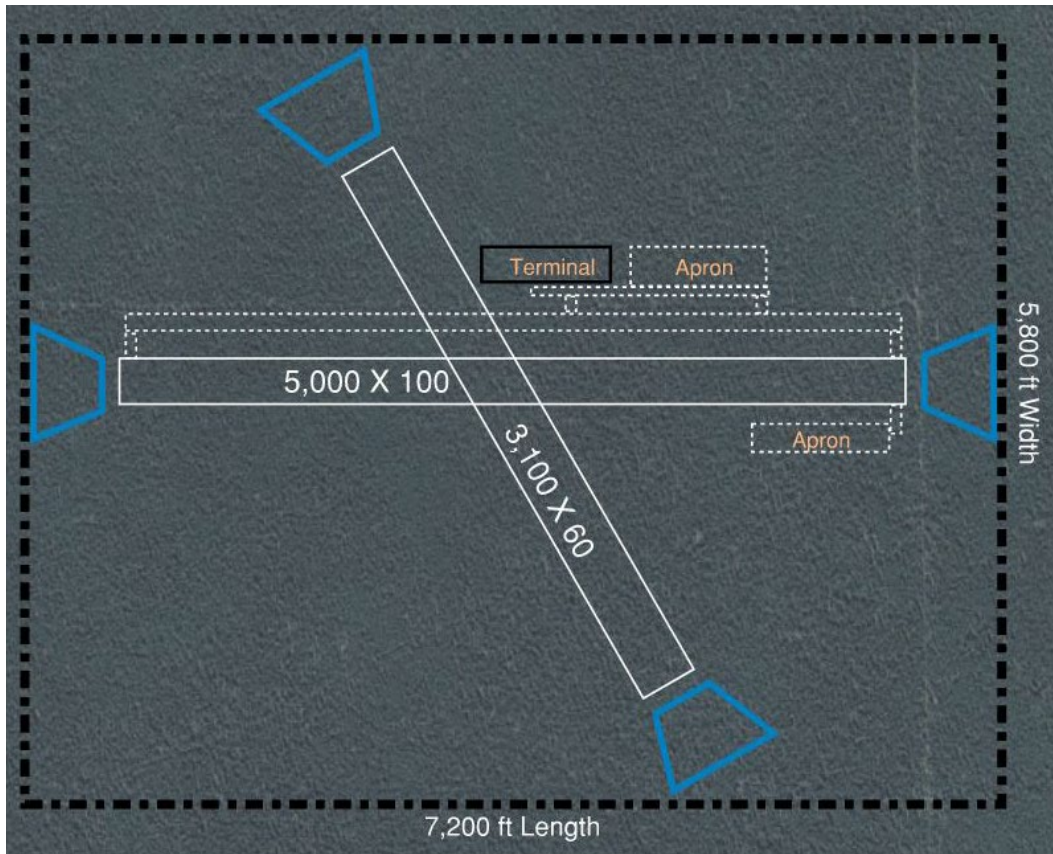 Terminal
Apron
5,800 ft Width
5,000 X 100
Apron
3,100 X 60
7,200 ft Length